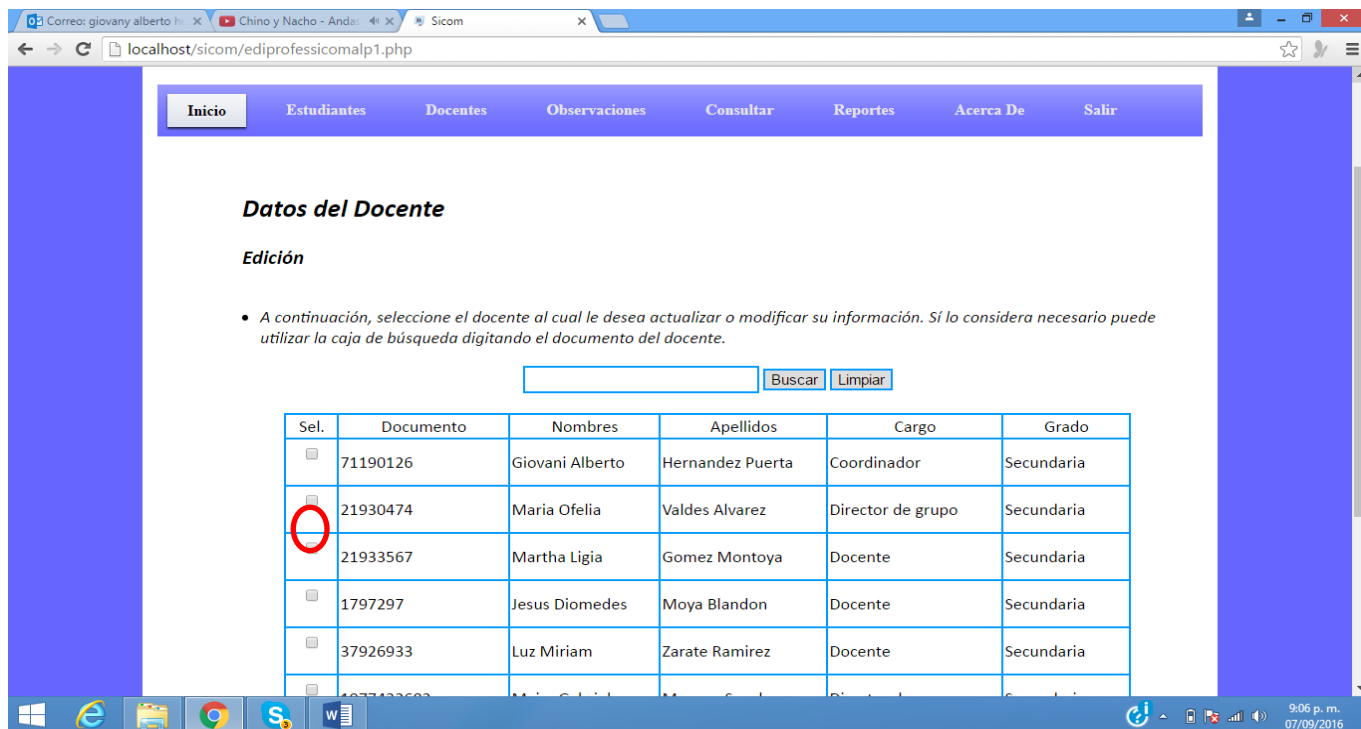 Correo: giovany alberto h
Chino y Nacho - Andas
Sicom
localhost/sicom/ediprofessicomalp1.php
Inicio Estudiantes Docentes Observaciones Consultar Reportes Acerca De Salir
Datos del Docente
Edición
A continuación, seleccione el docente al cual le desea actualizar o modificar su información. Sí lo considera necesario puede
utilizar la caja de búsqueda digitando el documento del docente.
Buscar Limpiar
Sel. Documento Nombres Apellidos Cargo Grado
71190126 Giovani Alberto Hernandez Puerta Coordinador Secundaria
21930474 Maria Ofelia Valdes Alvarez Director de grupo Secundaria
21933567 Martha Ligia Gomez Montoya Docente Secundaria
1797297 Jesus Diomedes Moya Blandon Docente Secundaria
37926933 Luz Miriam Zarate Ramirez Docente Secundaria
9:06 p. m.
07/09/2016